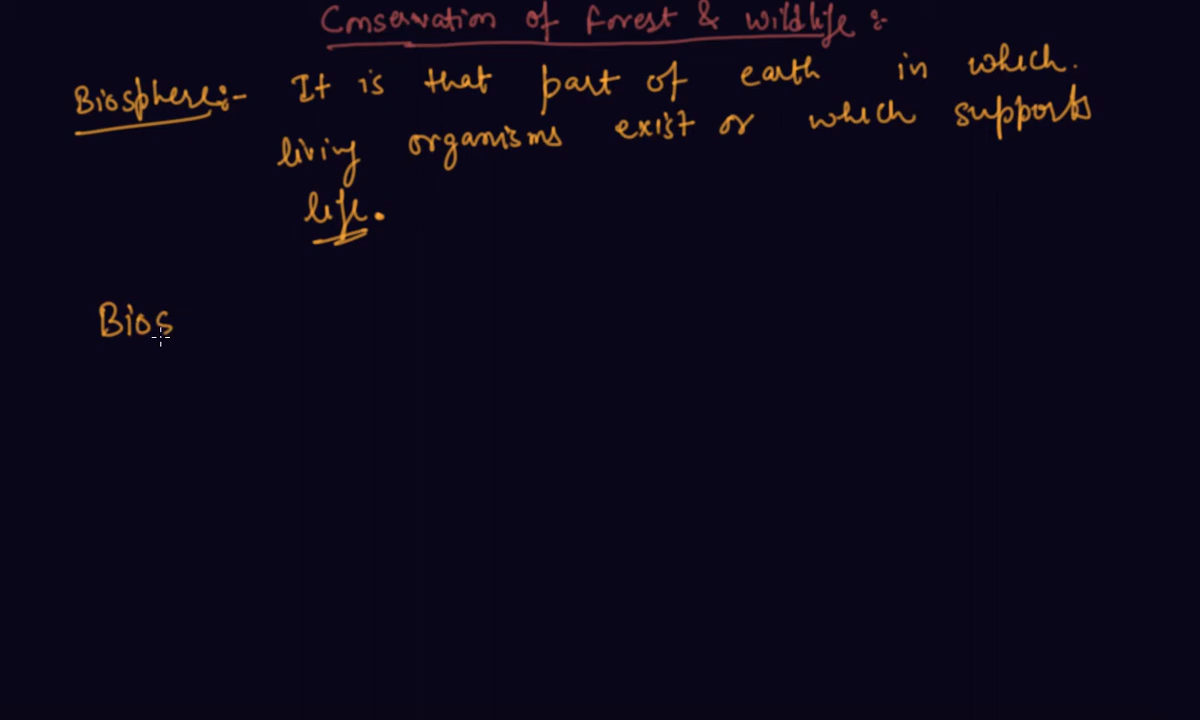 Conservation of Forest & wildlife :-
Biosphere:- It is that part of earth in which.
living organisms exist or which supports
life.
Bios